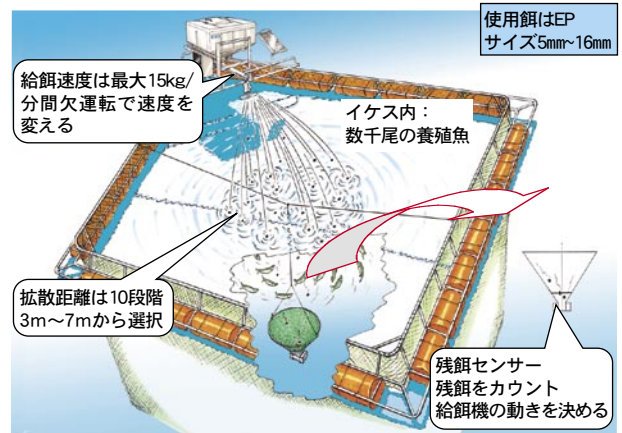 使用餌はEP
サイズ5mm~16mm
給餌速度は最大15kg/
分間欠運転で速度を
変える
イケス内：
数千尾の養殖魚
拡散距離は10段階
3m～7mから選択
残餌センサー
残餌をカウント
給餌機の動きを決める